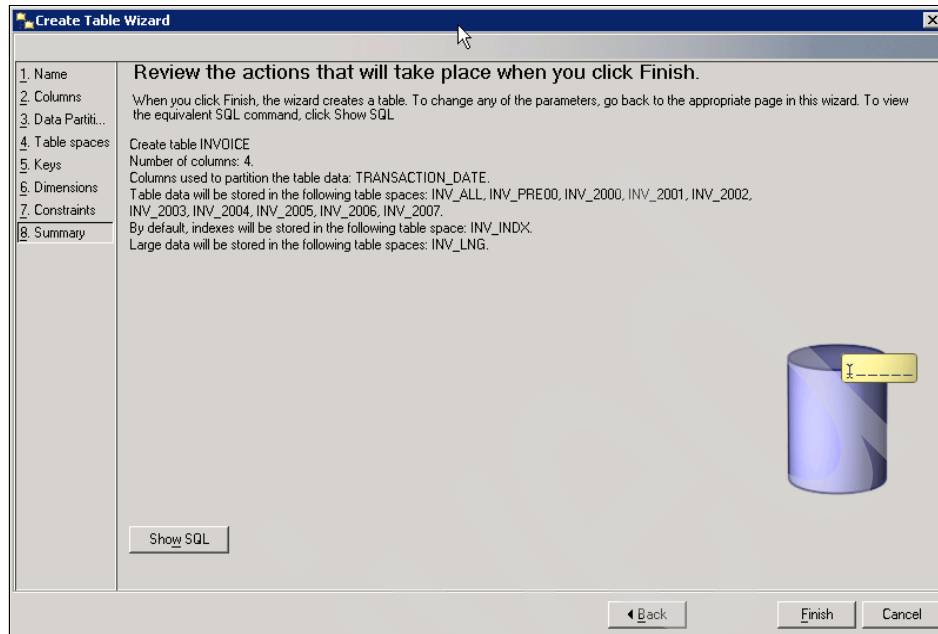 Create Table Wizard
1. Name
2. Columns
3. Data Partiti...
4. Table spaces
5. Keys
6. Dimensions
7. Constraints
8. Summary
Review the actions that will take place when you click Finish.
When you click Finish, the wizard creates a table. To change any of the parameters, go back to the appropriate page in this wizard. To view
the equivalent SQL command, click Show SQL
Create table INVOICE
Number of columns: 4.
Columns used to partition the table data: TRANSACTION_DATE.
Table data will be stored in the following table spaces: INV_ALL, INV_PRE00, INV_2000, INV_2001, INV_2002,
INV_2003, INV_2004, INV_2005, INV_2006, INV_2007.
By default, indexes will be stored in the following table space: INV_INDX.
Large data will be stored in the following table spaces: INV_LNG.
Show SQL
Back
Finish
Cancel